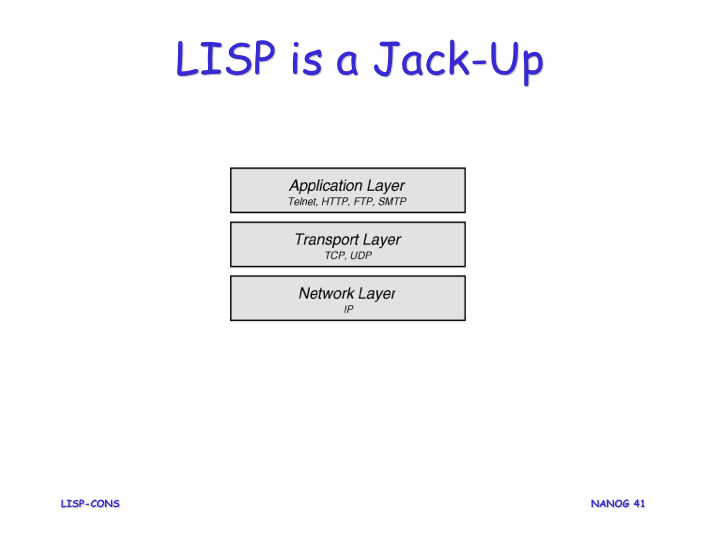 LISP is a Jack-Up
Application Layer
Telnet, HTTP, FTP, SMTP
Transport Layer
TCP, UDP
Network Layer
IP
LISP-CONS
NANOG 41